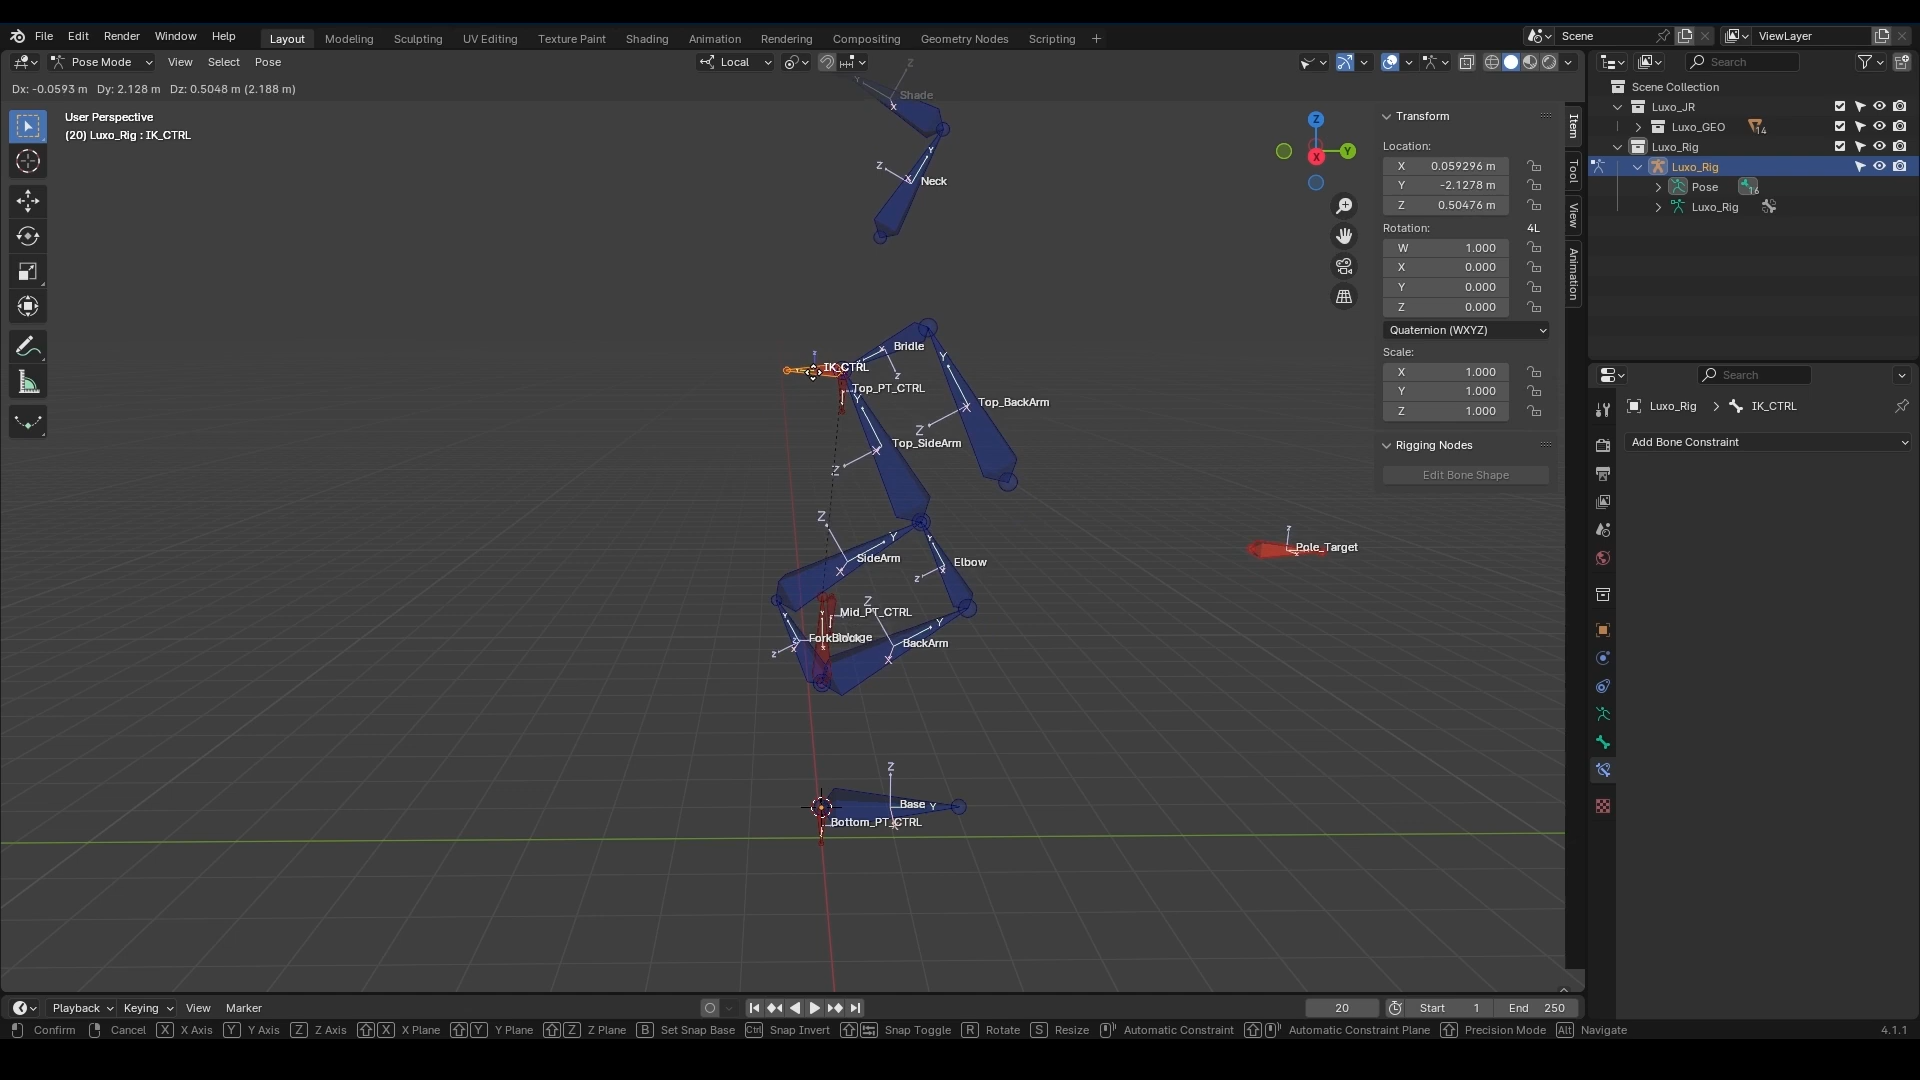 File Edit Render Window Help Layout Modeling Sculpting UV Editing Texture Paint Shading Animation Rendering Compositing Geometry Nodes Scripting + Scene ViewLayer
Pose Mode View Select Pose Local Search
Dx: -0.0593 m Dy: 2.128 m Dz: 0.5048 m (2.188 m)
User Perspective
(20) Luxo_Rig : IK_CTRL
Z
Shade
Y
X
Y
Z
X
Neck
Z
Y
X
Bridle
z
IK_CTRL
Top_PT_CTRL
Y
Y
Top_BackArm
X
Z
Top_SideArm
X
Z
Z
Y
SideArm
X
Y
Elbow
z
x
Pole_Target
z
Mid_PT_CTRL
Z
Y
ForkBlock
BackArm
X
z
Z
Base
Y
Bottom_PT_CTRL
Transform
Location:
X 0.059296 m
Y -2.1278 m
Z 0.50476 m
Rotation: 4L
W 1.000
X 0.000
Y 0.000
Z 0.000
Quaternion (WXYZ)
Scale:
X 1.000
Y 1.000
Z 1.000
Rigging Nodes
Edit Bone Shape
Item
Tool
View
Animation
Scene Collection
Luxo_JR
Luxo_GEO 14
Luxo_Rig
Luxo_Rig
Pose 16
Luxo_Rig
Search
Luxo_Rig > IK_CTRL
Add Bone Constraint
Playback Keying View Marker 20 Start 1 End 250
Confirm Cancel X X Axis Y Y Axis Z Z Axis X X Plane Y Y Plane Z Z Plane B Set Snap Base Ctrl Snap Invert Snap Toggle R Rotate S Resize Automatic Constraint Automatic Constraint Plane Precision Mode Alt Navigate 4.1.1